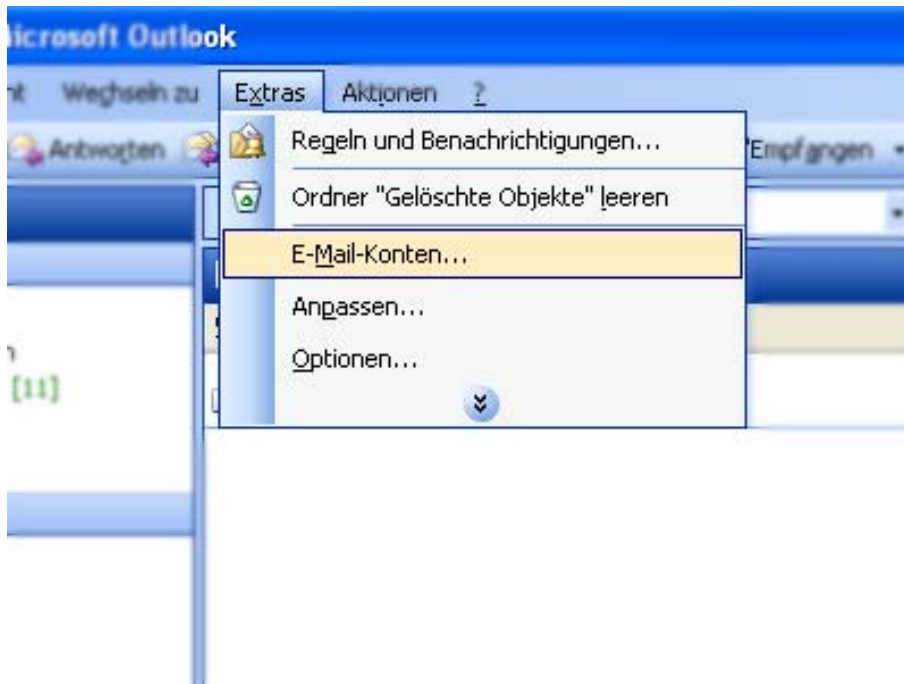 Microsoft Outlook
Wechseln zu Extras Aktionen ?
Antworten
Empfangen
Regeln und Benachrichtigungen...
Ordner "Gelöschte Objekte" leeren
E-Mail-Konten...
Anpassen...
Optionen...
[11]